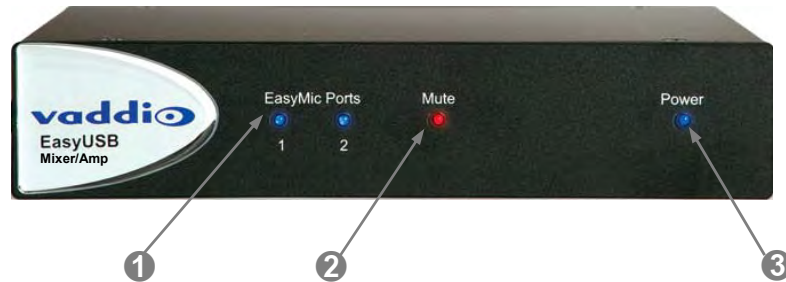 EasyMic Ports Mute Power
vaddio
EasyUSB
Mixer/Amp
1 2
1 2 3